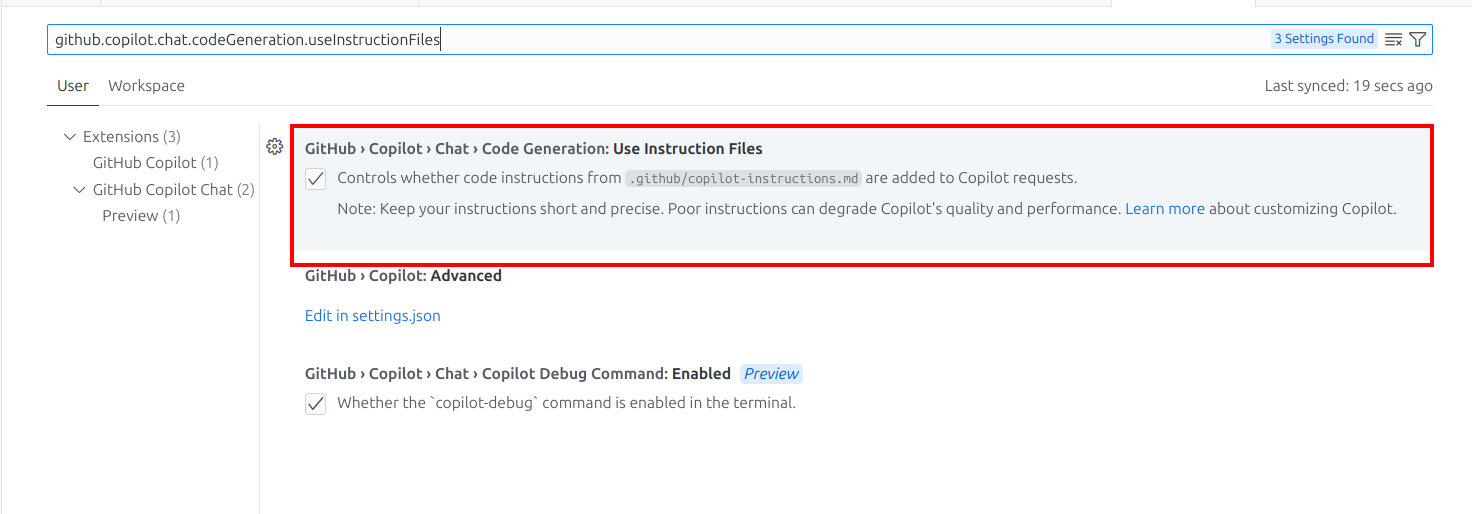 github.copilot.chat.codeGeneration.useInstructionFiles
3 Settings Found
User Workspace
Last synced: 19 secs ago
Extensions (3)
GitHub Copilot (1)
GitHub Copilot Chat (2)
Preview (1)
GitHub › Copilot › Chat › Code Generation: Use Instruction Files
Controls whether code instructions from .github/copilot-instructions.md are added to Copilot requests.
Note: Keep your instructions short and precise. Poor instructions can degrade Copilot's quality and performance. Learn more about customizing Copilot.
GitHub › Copilot: Advanced
Edit in settings.json
GitHub › Copilot › Chat › Copilot Debug Command: Enabled Preview
Whether the `copilot-debug` command is enabled in the terminal.